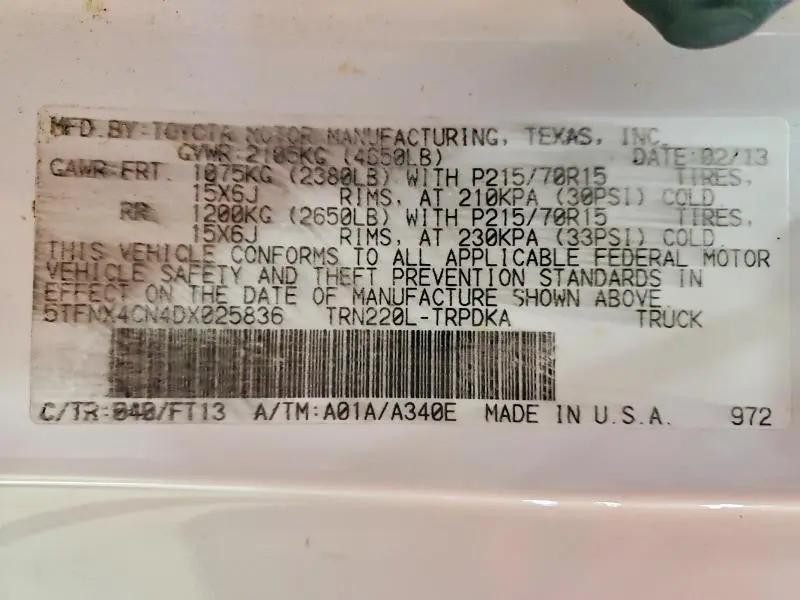 MFD. BY: TOYOTA MOTOR MANUFACTURING, TEXAS, INC.
GVWR 2105KG (4650LB) DATE: 02/13
GAWR FRT. 1075KG (2380LB) WITH P215/70R15 TIRES,
15X6J RIMS, AT 210KPA (30PSI) COLD
RR 1200KG (2650LB) WITH P215/70R15 TIRES,
15X6J RIMS, AT 230KPA (33PSI) COLD
THIS VEHICLE CONFORMS TO ALL APPLICABLE FEDERAL MOTOR
VEHICLE SAFETY AND THEFT PREVENTION STANDARDS IN
EFFECT ON THE DATE OF MANUFACTURE SHOWN ABOVE.
5TFNX4CN4DX025836 TRN220L-TRPDKA TRUCK
C/TR: 040/FT13 A/TM: A01A/A340E MADE IN U.S.A. 972